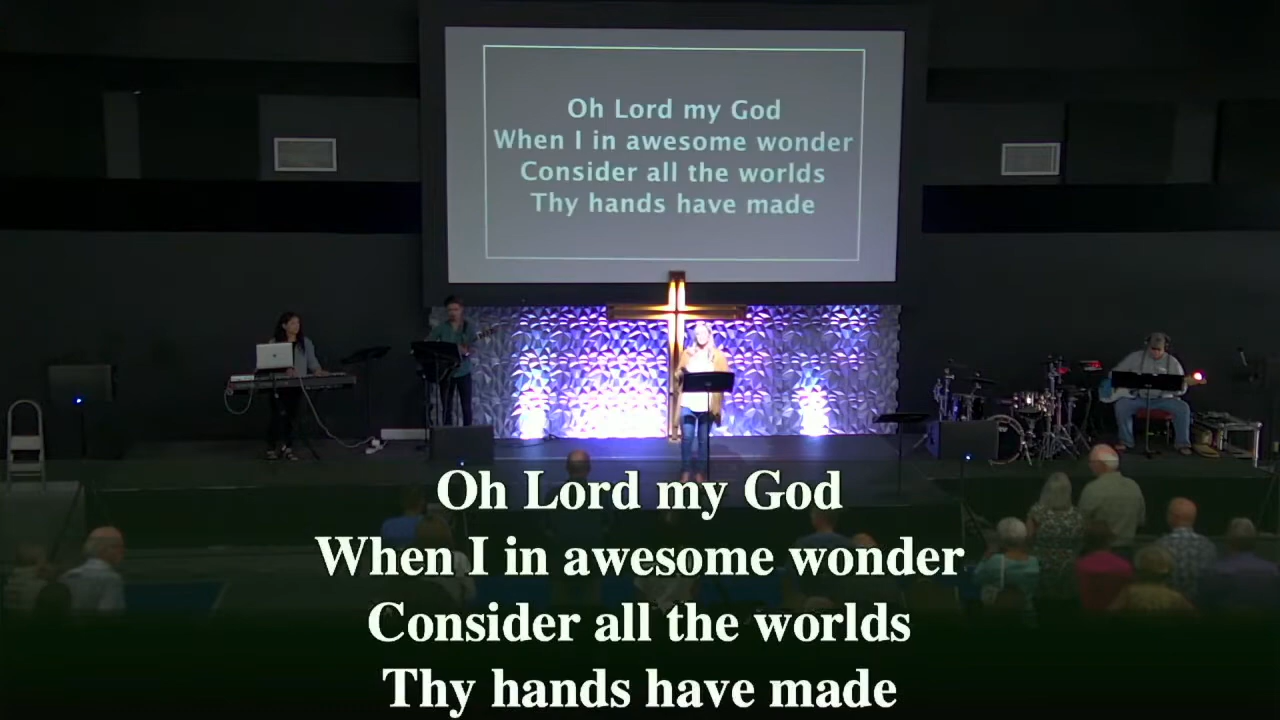 Oh Lord my God
When I in awesome wonder
Consider all the worlds
Thy hands have made
Oh Lord my God
When I in awesome wonder
Consider all the worlds
Thy hands have made